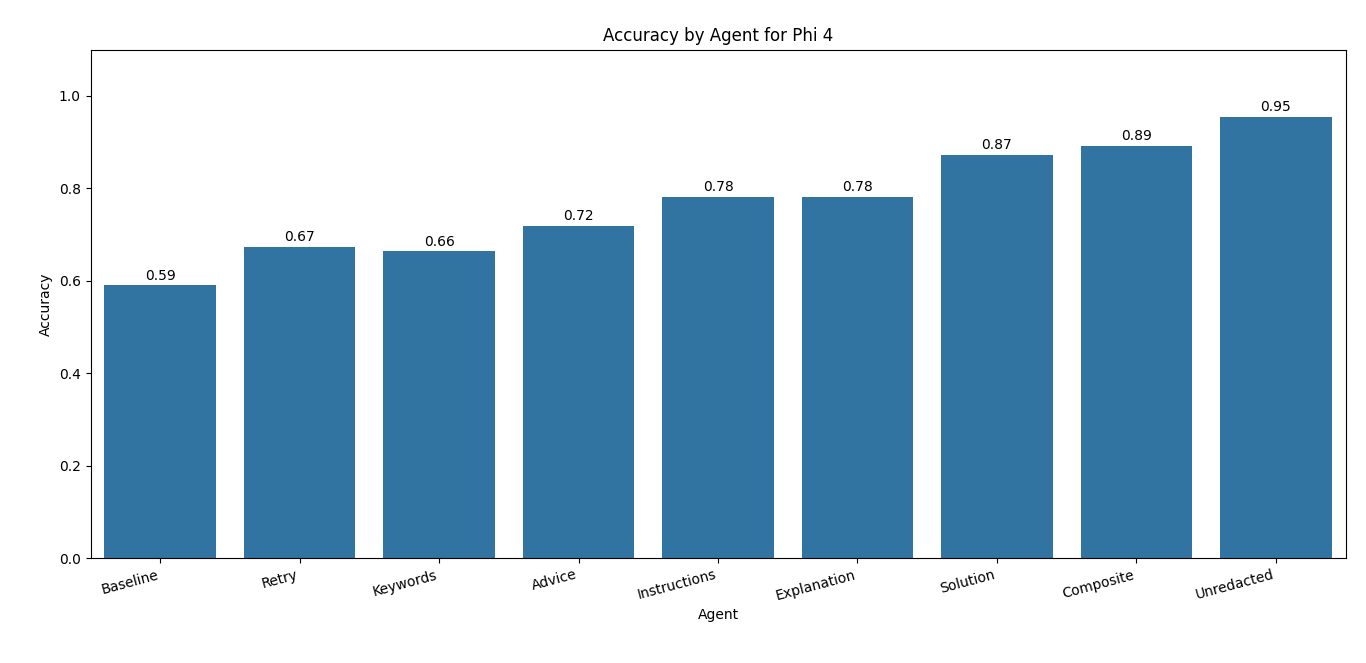 Accuracy by Agent for Phi 4
Accuracy
1.0
0.8
0.6
0.4
0.2
0.0
0.59
0.67
0.66
0.72
0.78
0.78
0.87
0.89
0.95
Baseline
Retry
Keywords
Advice
Instructions
Explanation
Solution
Composite
Unredacted
Agent